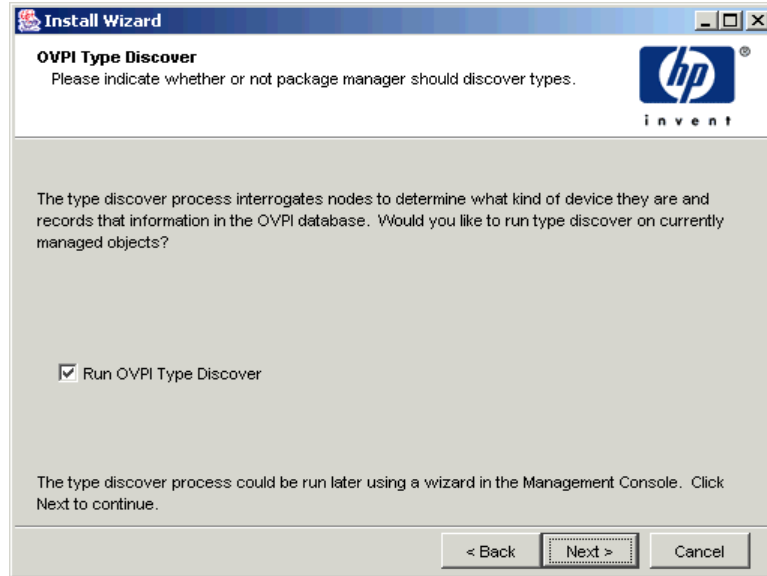 Install Wizard
OVPI Type Discover
Please indicate whether or not package manager should discover types.
hp
®
invent
The type discover process interrogates nodes to determine what kind of device they are and
records that information in the OVPI database.  Would you like to run type discover on currently
managed objects?
Run OVPI Type Discover
The type discover process could be run later using a wizard in the Management Console.  Click
Next to continue.
< Back
Next >
Cancel